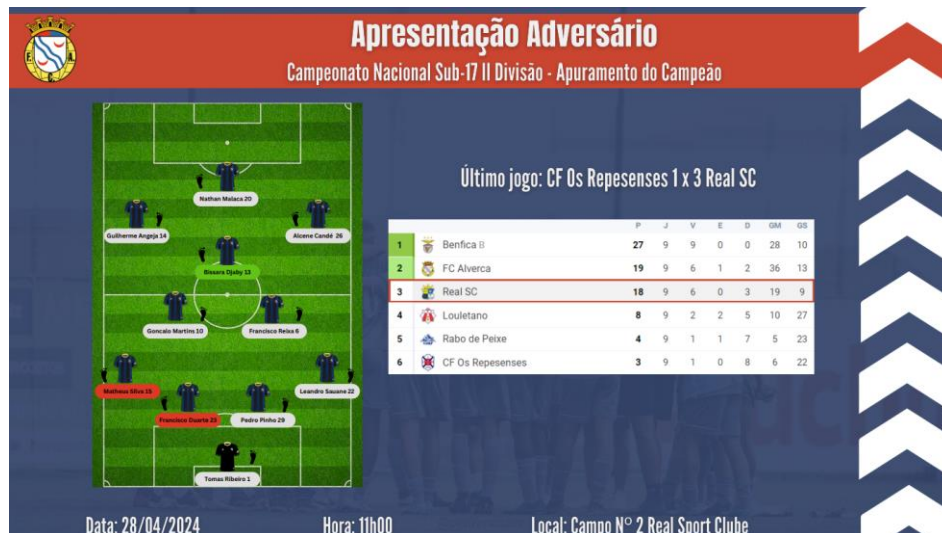 Apresentação Adversário
Campeonato Nacional Sub-17 II Divisão - Apuramento do Campeão
Nathan Malaca 20
Guilherme Angeja 14
Alcene Candé 26
Bissara Djaby 13
Goncalo Martins 10
Francisco Reixa 6
Matheus Silva 15
Leandro Sauane 22
Francisco Duarte 23
Pedro Pinho 29
Tomas Ribeiro 1
Último jogo: CF Os Repesenses 1 x 3 Real SC
P J V E D GM GS
1 Benfica B 27 9 9 0 0 28 10
2 FC Alverca 19 9 6 1 2 36 13
3 Real SC 18 9 6 0 3 19 9
4 Louletano 8 9 2 2 5 10 27
5 Rabo de Peixe 4 9 1 1 7 5 23
6 CF Os Repesenses 3 9 1 0 8 6 22
Data: 28/04/2024 Hora: 11h00 Local: Campo Nº 2 Real Sport Clube